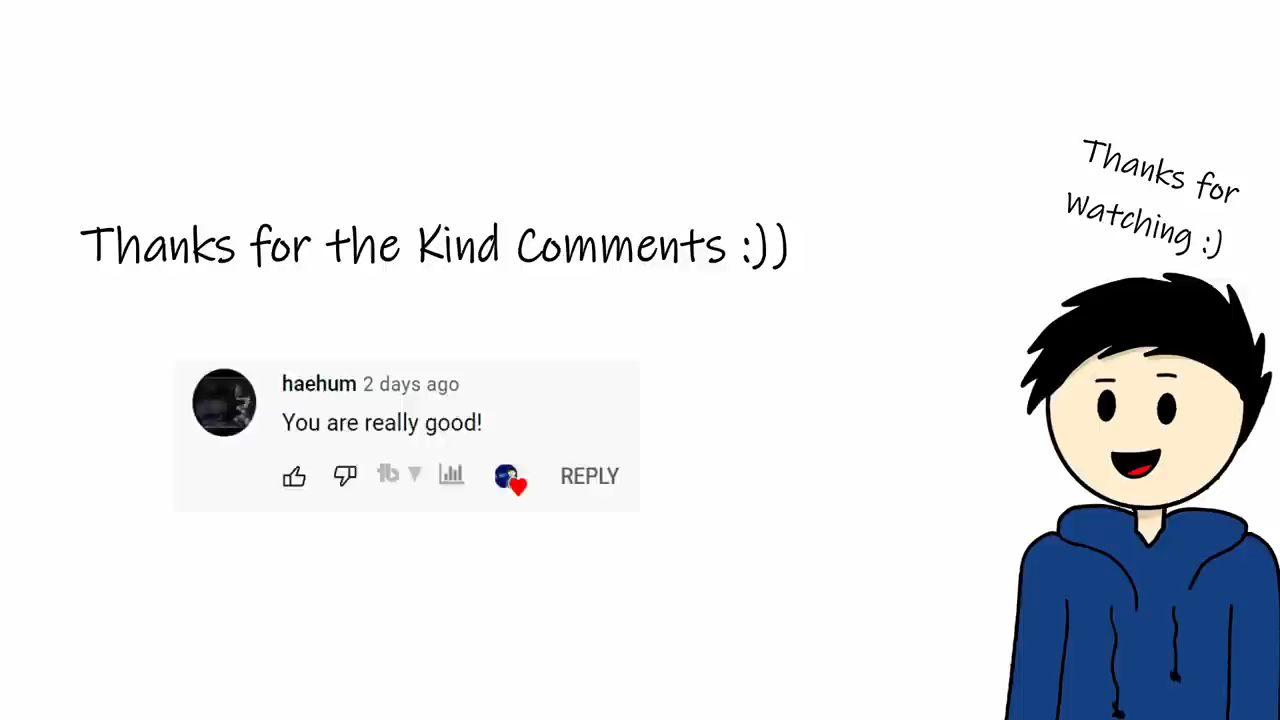 Thanks for
Watching :)
Thanks for the Kind Comments :))
haehum 2 days ago
You are really good!
REPLY